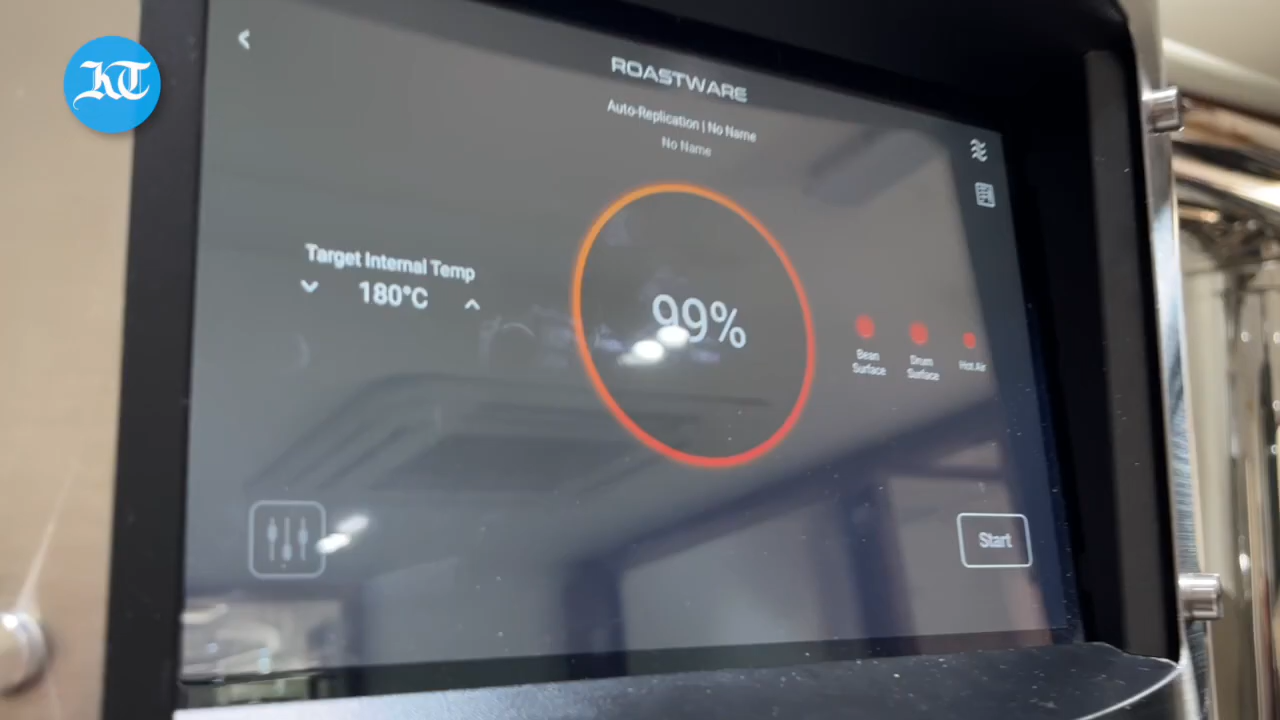 KT
ROASTWARE
Auto-Replication | No Name
No Name
Target Internal Temp
180°C
99%
Bean
Surface
Drum
Surface
Hot Air
Start